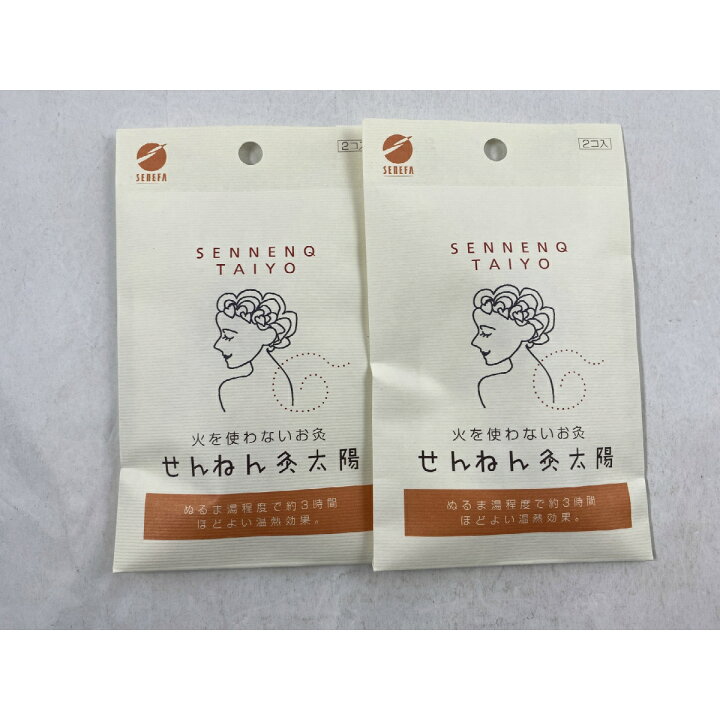 SENEFA
2コ入
SENNENQ
TAIYO
火を使わないお灸
せんねん灸太陽
ぬるま湯程度で約3時間
ほどよい温熱効果。
SENEFA
2コ入
SENNENQ
TAIYO
火を使わないお灸
せんねん灸太陽
ぬるま湯程度で約3時間
ほどよい温熱効果。